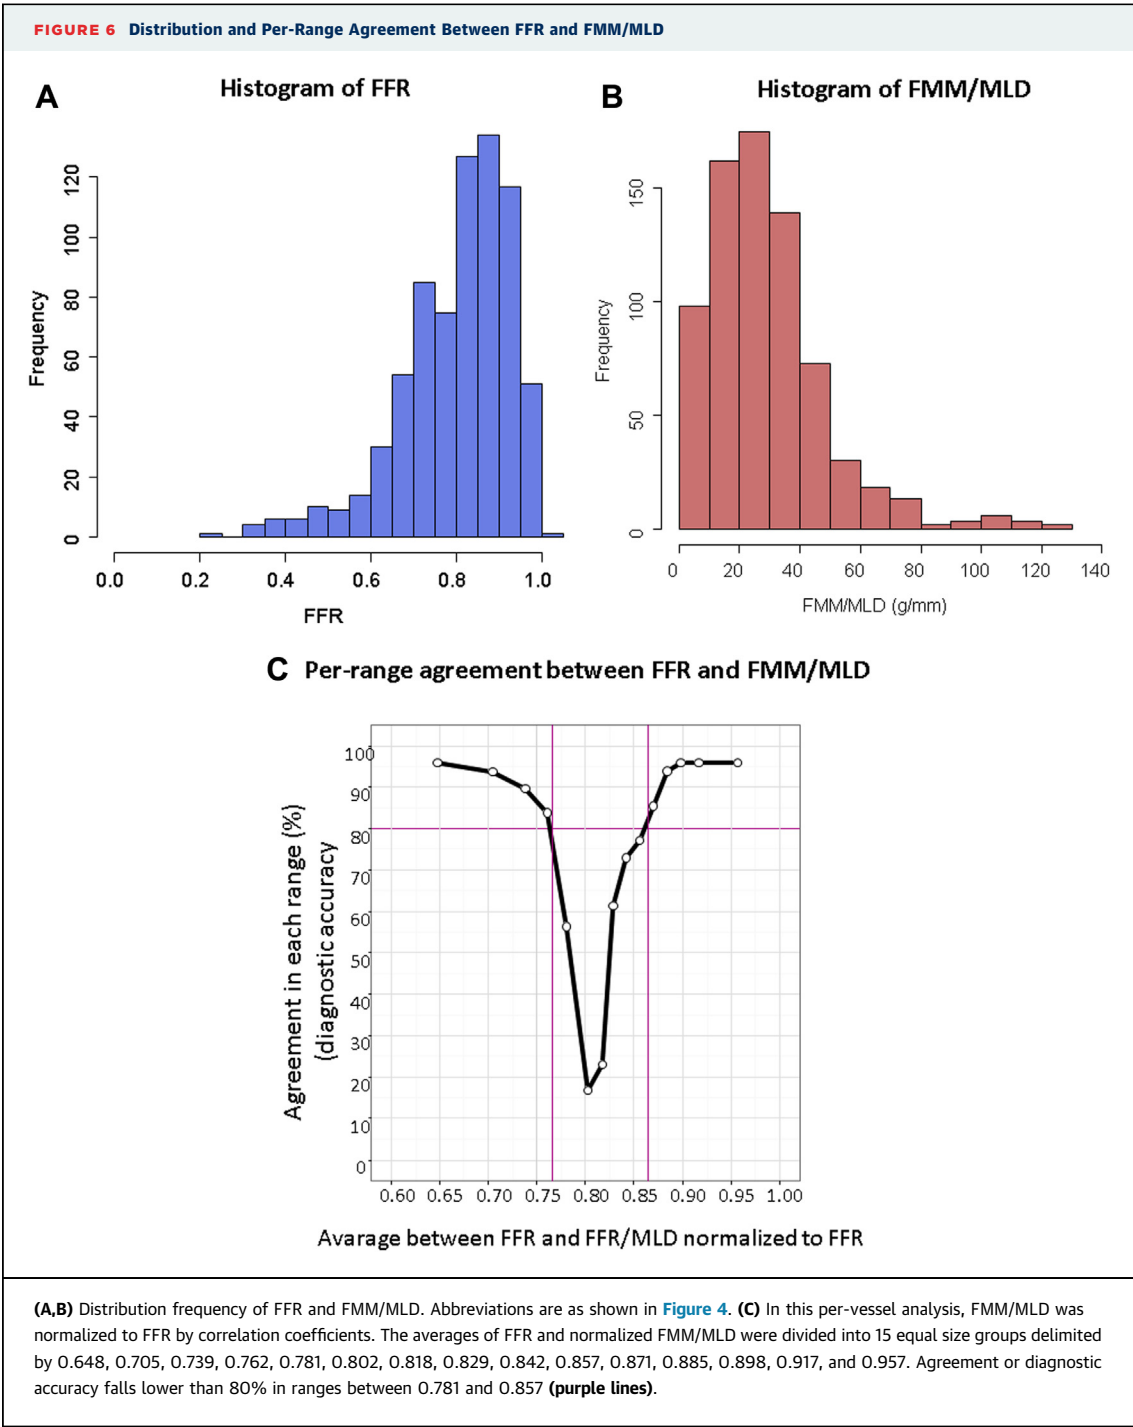 FIGURE 6 Distribution and Per-Range Agreement Between FFR and FMM/MLD
A
Histogram of FFR
Frequency
0
20
40
60
80
100
120
0.0 0.2 0.4 0.6 0.8 1.0
FFR
B
Histogram of FMM/MLD
Frequency
0
50
100
150
0 20 40 60 80 100 120 140
FMM/MLD (g/mm)
C Per-range agreement between FFR and FMM/MLD
Agreement in each range (%)
(diagnostic accuracy
100
90
80
70
60
50
40
30
20
10
0
0.60 0.65 0.70 0.75 0.80 0.85 0.90 0.95 1.00
Avarage between FFR and FFR/MLD normalized to FFR
(A,B) Distribution frequency of FFR and FMM/MLD. Abbreviations are as shown in Figure 4. (C) In this per-vessel analysis, FMM/MLD was
normalized to FFR by correlation coefficients. The averages of FFR and normalized FMM/MLD were divided into 15 equal size groups delimited
by 0.648, 0.705, 0.739, 0.762, 0.781, 0.802, 0.818, 0.829, 0.842, 0.857, 0.871, 0.885, 0.898, 0.917, and 0.957. Agreement or diagnostic
accuracy falls lower than 80% in ranges between 0.781 and 0.857 (purple lines).